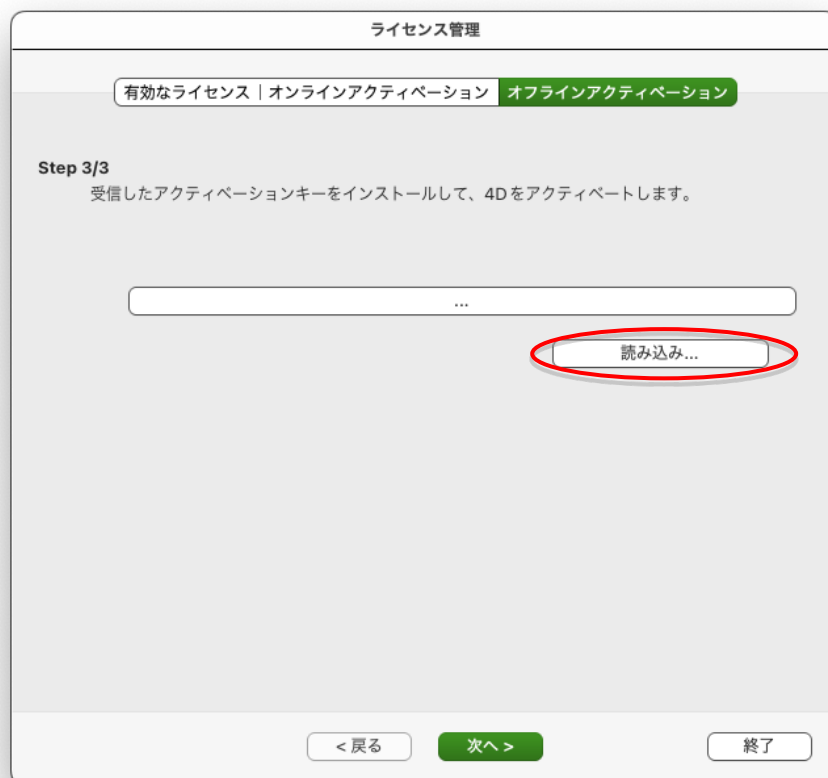 ライセンス管理
有効なライセンス｜オンラインアクティベーション オフラインアクティベーション
Step 3/3
受信したアクティベーションキーをインストールして、4Dをアクティベートします。
...
読み込み...
< 戻る 次へ > 終了